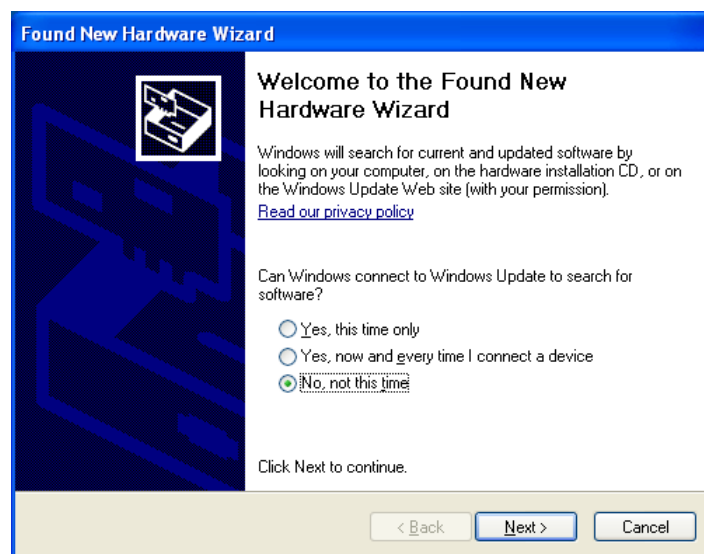 Found New Hardware Wizard
Welcome to the Found New
Hardware Wizard
Windows will search for current and updated software by
looking on your computer, on the hardware installation CD, or on
the Windows Update Web site (with your permission).
Read our privacy policy
Can Windows connect to Windows Update to search for
software?
Yes, this time only
Yes, now and every time I connect a device
No, not this time
Click Next to continue.
< Back Next > Cancel